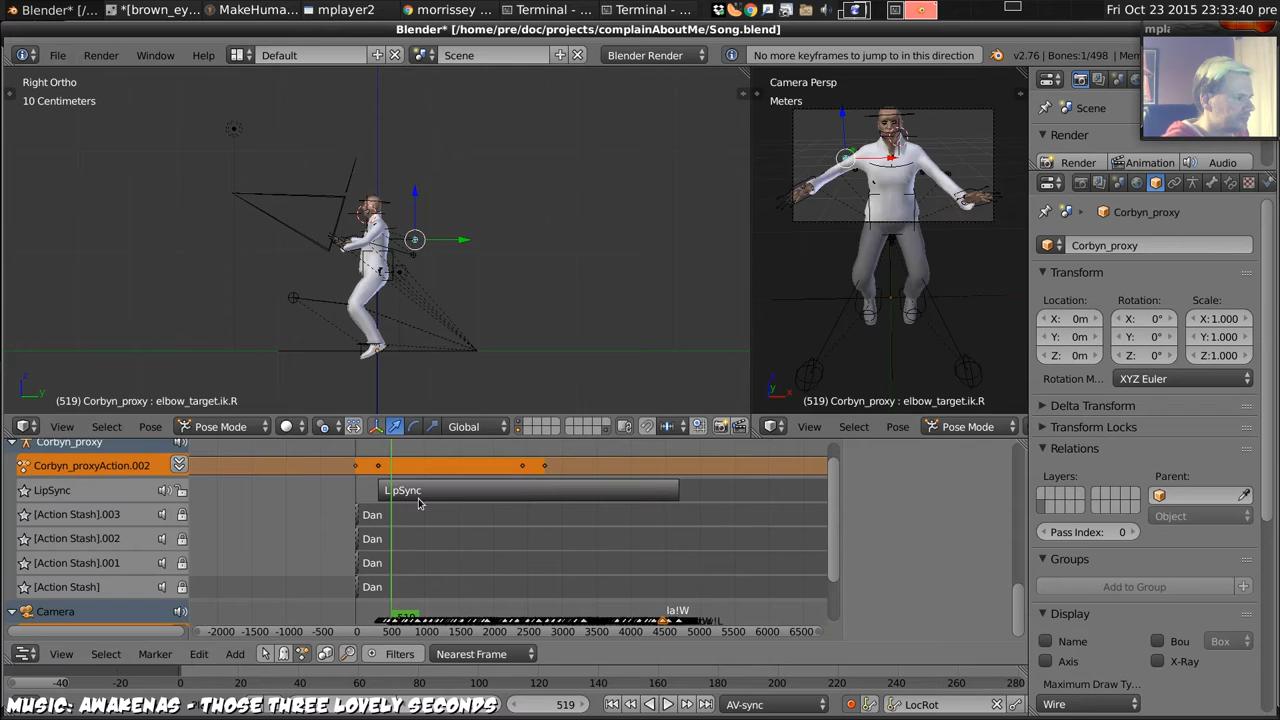 Blender* [/
*[brown_ey...
MakeHuma...
mplayer2
morrissey ...
Terminal - ...
Terminal - ...
Fri Oct 23 2015 23:33:40 pre
Blender* [/home/pre/doc/projects/complainAboutMe/Song.blend]
File
Render
Window
Help
Default
Scene
Blender Render
No more keyframes to jump to in this direction
v2.76 | Bones:1/498 | Mem
Right Ortho
10 Centimeters
Camera Persp
Meters
Scene
Render
Render
Animation
Audio
Corbyn_proxy
Corbyn_proxy
Transform
Location:
Rotation:
Scale:
X: 0m
X: 0°
X:1.000
Y: 0m
Y: 0°
Y:1.000
Z: 0m
Z: 0°
Z:1.000
Rotation M...
XYZ Euler
Delta Transform
Transform Locks
Relations
Layers:
Parent:
Object
Pass Index: 0
Groups
Add to Group
Display
Name
Bou
Box
Axis
X-Ray
Maximum Draw Ty...
Wire
(519) Corbyn_proxy : elbow_target.ik.R
(519) Corbyn_proxy : elbow_target.ik.R
View
Select
Pose
Pose Mode
Global
View
Select
Pose
Pose Mode
Corbyn_proxy
Corbyn_proxyAction.002
LipSync
LipSync
[Action Stash].003
Dan
[Action Stash].002
Dan
[Action Stash].001
Dan
[Action Stash]
Dan
Camera
519
la!W
-2000 -1500 -1000 -500 0 500 1000 1500 2000 2500 3000 3500 4000 4500 5000 5500 6000 6500
View
Select
Marker
Edit
Add
Filters
Nearest Frame
-40 -20 0 20 40 60 80 100 120 140 160 180 200 220 240 260 280
MUSIC: AWAKENAS - THOSE THREE LOVELY SECONDS
519
AV-sync
LocRot